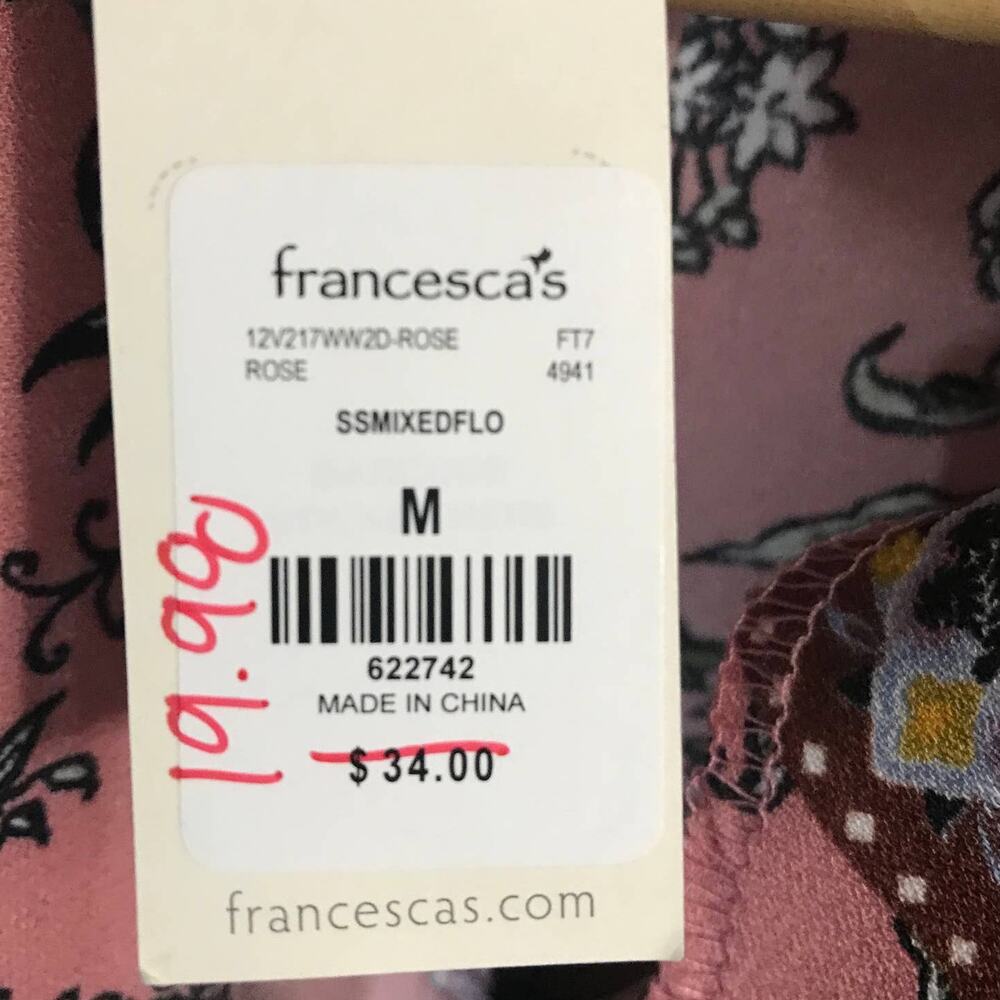 francesca's
12V217WW2D-ROSE FT7
ROSE 4941
SSMIXEDFLO
M
622742
MADE IN CHINA
$34.00
19.98
francescas.com